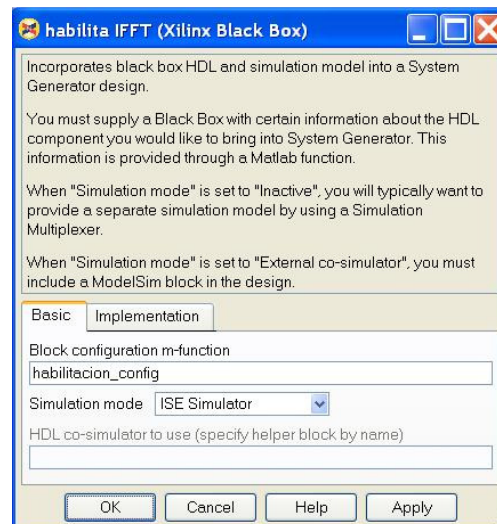 habilita IFFT (Xilinx Black Box)
Incorporates black box HDL and simulation model into a System
Generator design.
You must supply a Black Box with certain information about the HDL
component you would like to bring into System Generator. This
information is provided through a Matlab function.
When "Simulation mode" is set to "Inactive", you will typically want to
provide a separate simulation model by using a Simulation
Multiplexer.
When "Simulation mode" is set to "External co-simulator", you must
include a ModelSim block in the design.
Basic Implementation
Block configuration m-function
habilitacion_config
Simulation mode ISE Simulator
HDL co-simulator to use (specify helper block by name)
OK Cancel Help Apply